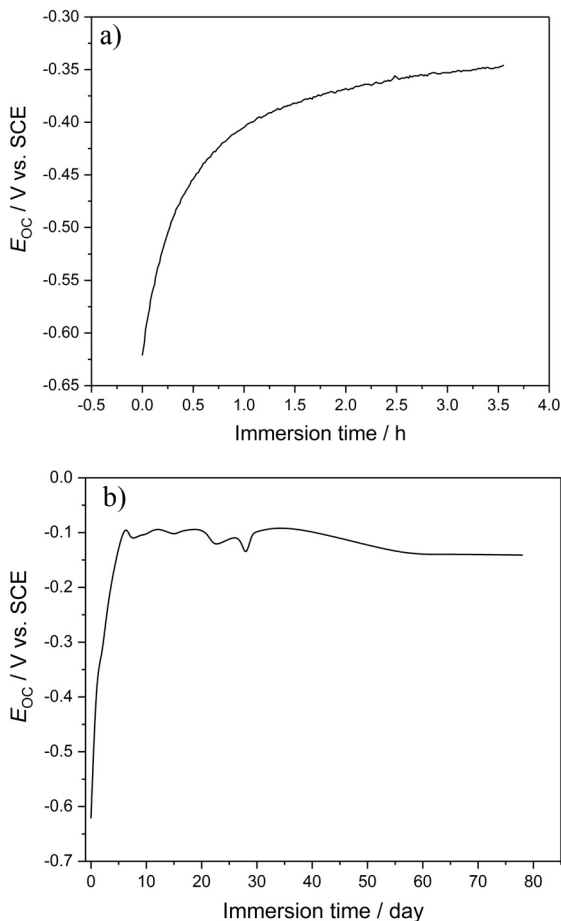 a)
-0.30
-0.35
-0.40
-0.45
-0.50
-0.55
-0.60
-0.65
E_OC / V vs. SCE
-0.5 0.0 0.5 1.0 1.5 2.0 2.5 3.0 3.5 4.0
Immersion time / h
b)
0.0
-0.1
-0.2
-0.3
-0.4
-0.5
-0.6
-0.7
E_OC / V vs. SCE
0 10 20 30 40 50 60 70 80
Immersion time / day